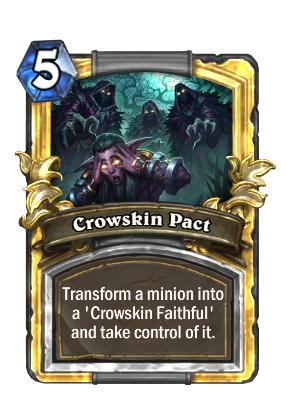 5
Crowskin Pact
Transform a minion into
a 'Crowskin Faithful'
and take control of it.